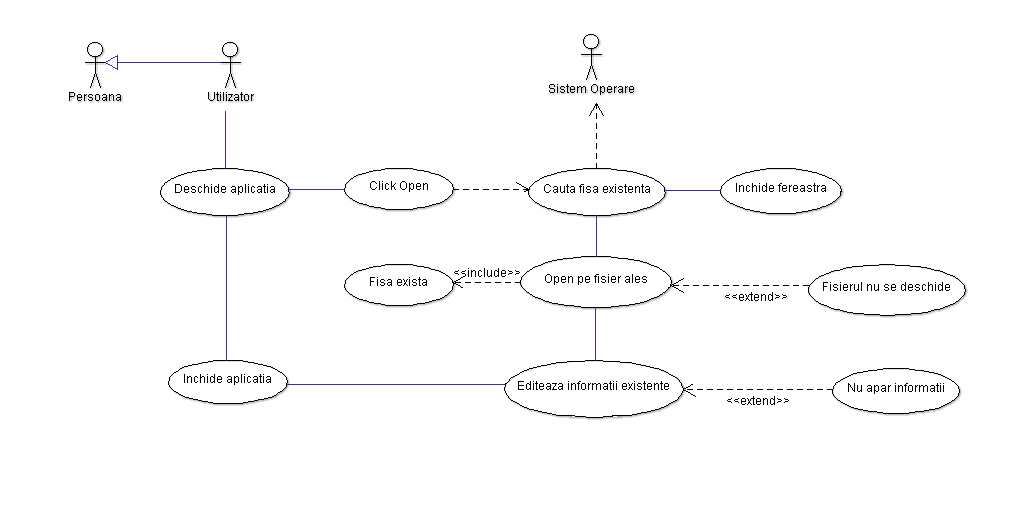 Persoana
Utilizator
Sistem Operare
Deschide aplicatia
Click Open
Cauta fisa existenta
Inchide fereastra
Fisa exista
<<include>>
Open pe fisier ales
<<extend>>
Fisierul nu se deschide
Inchide aplicatia
Editeaza informatii existente
<<extend>>
Nu apar informatii